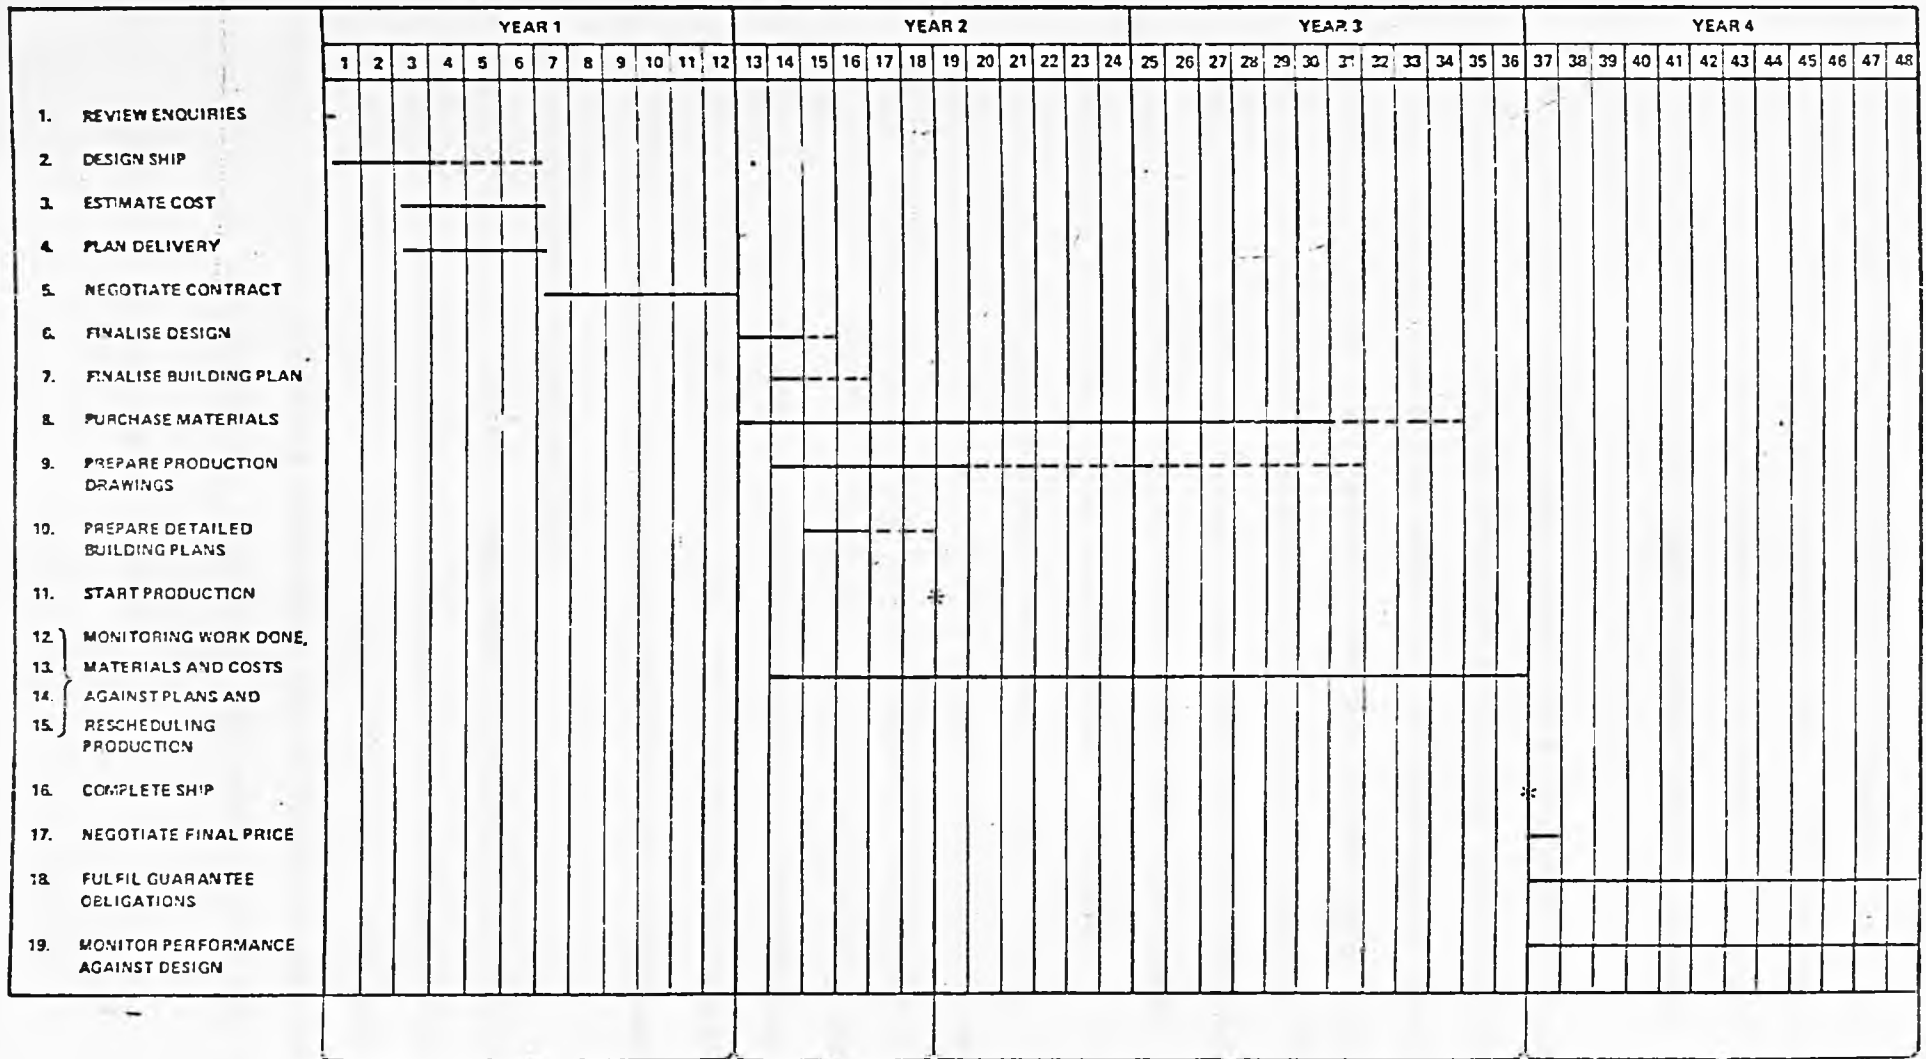 YEAR 1 YEAR 2 YEAR 3 YEAR 4
1 2 3 4 5 6 7 8 9 10 11 12 13 14 15 16 17 18 19 20 21 22 23 24 25 26 27 28 29 30 31 32 33 34 35 36 37 38 39 40 41 42 43 44 45 46 47 48
1. REVIEW ENQUIRIES
2. DESIGN SHIP
3. ESTIMATE COST
4. PLAN DELIVERY
5. NEGOTIATE CONTRACT
6. FINALISE DESIGN
7. FINALISE BUILDING PLAN
8. PURCHASE MATERIALS
9. PREPARE PRODUCTION
DRAWINGS
10. PREPARE DETAILED
BUILDING PLANS
11. START PRODUCTION
12. MONITORING WORK DONE,
13. MATERIALS AND COSTS
14. AGAINST PLANS AND
15. RESCHEDULING
PRODUCTION
16. COMPLETE SHIP
17. NEGOTIATE FINAL PRICE
18. FULFIL GUARANTEE
OBLIGATIONS
19. MONITOR PERFORMANCE
AGAINST DESIGN